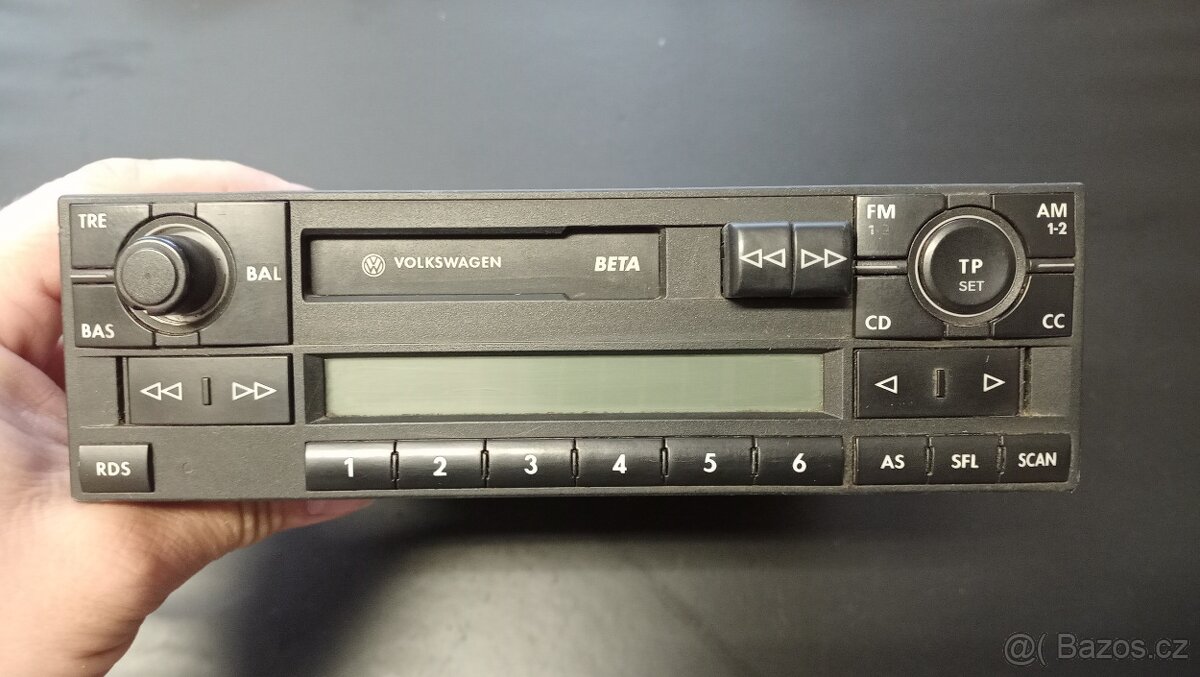 TRE
BAL
BAS
VOLKSWAGEN
BETA
FM
1 2
AM
1-2
TP
SET
CD
CC
RDS
1 2 3 4 5 6
AS SFL SCAN
@( Bazos.cz